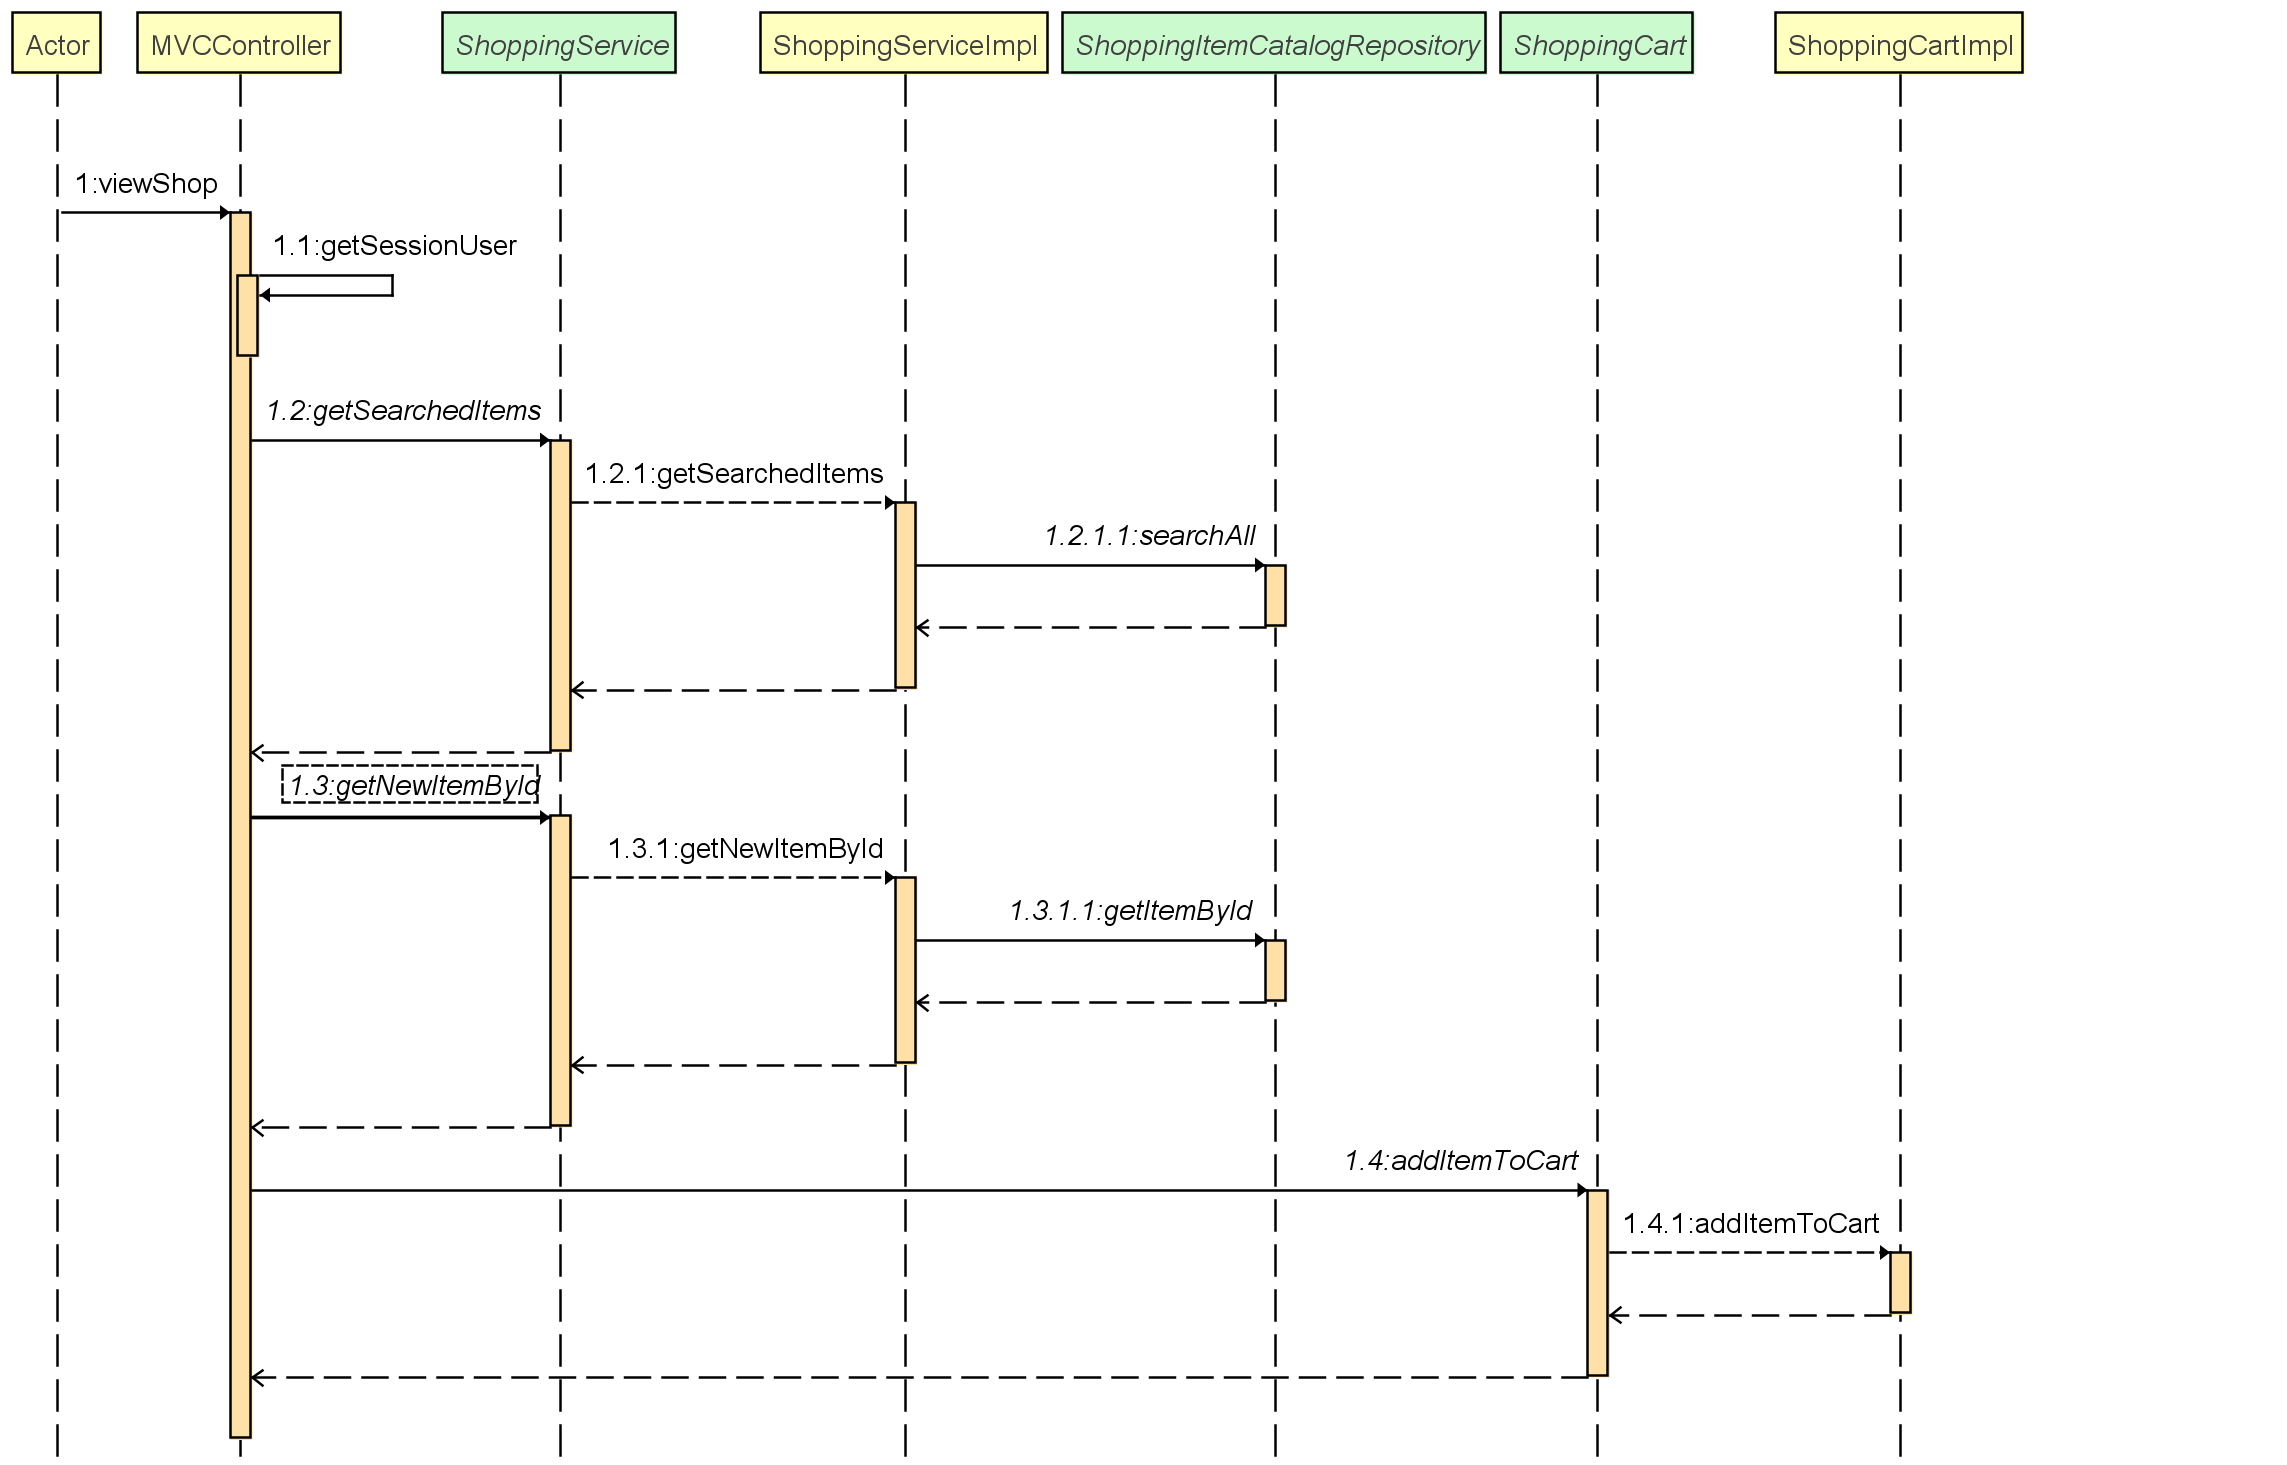 Actor
MVCController
ShoppingService
ShoppingServiceImpl
ShoppingItemCatalogRepository
ShoppingCart
ShoppingCartImpl
1:viewShop
1.1:getSessionUser
1.2:getSearchedItems
1.2.1:getSearchedItems
1.2.1.1:searchAll
1.3:getNewItemById
1.3.1:getNewItemById
1.3.1.1:getItemById
1.4:addItemToCart
1.4.1:addItemToCart